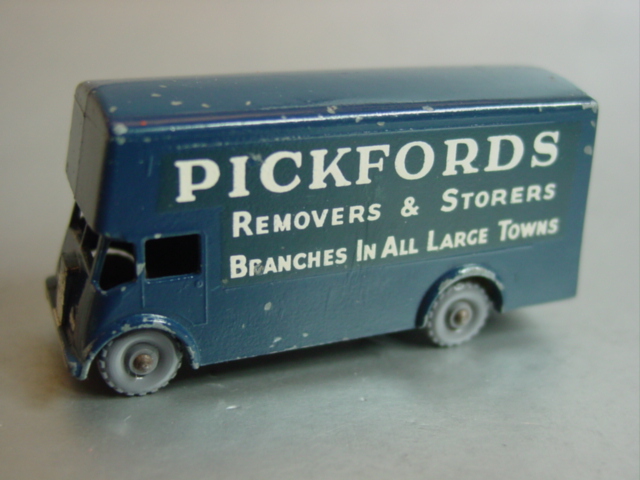 PICKFORDS
REMOVERS & STORERS
BRANCHES IN ALL LARGE TOWNS